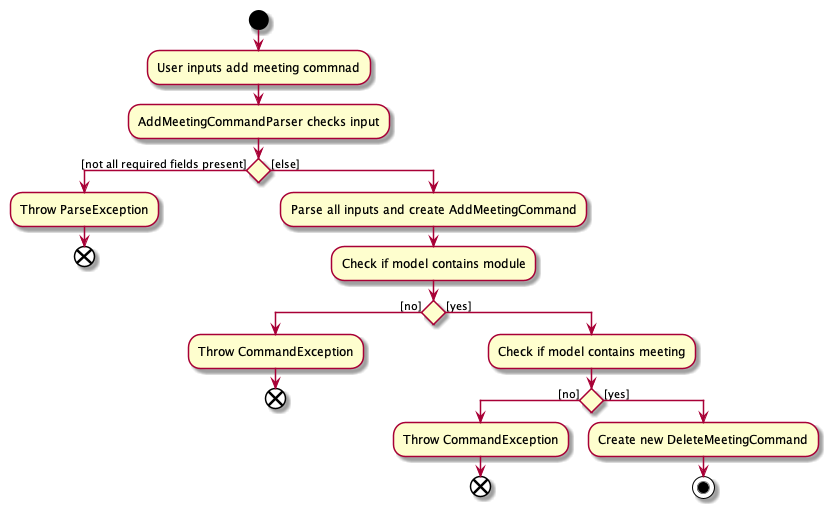 User inputs add meeting commnad
AddMeetingCommandParser checks input
[not all required fields present]
[else]
Throw ParseException
Parse all inputs and create AddMeetingCommand
Check if model contains module
[no]
[yes]
Throw CommandException
Check if model contains meeting
[no]
[yes]
Throw CommandException
Create new DeleteMeetingCommand